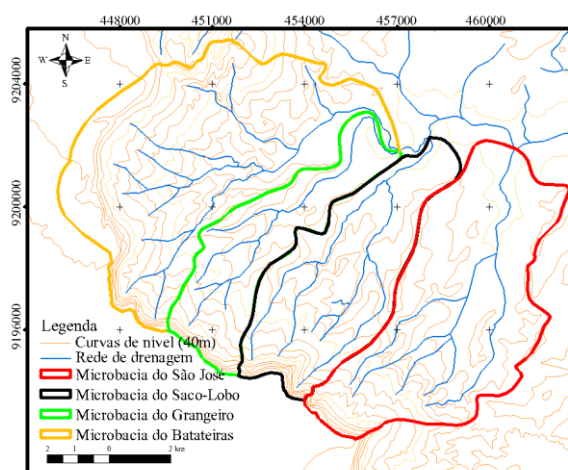 448000 451000 454000 457000 460000
N
W E
S
9204000
9200000
9196000
Legenda
Curvas de nível (40m)
Rede de drenagem
Microbacia do São José
Microbacia do Saco-Lobo
Microbacia do Grangeiro
Microbacia do Batateiras
2 1 0 2 km